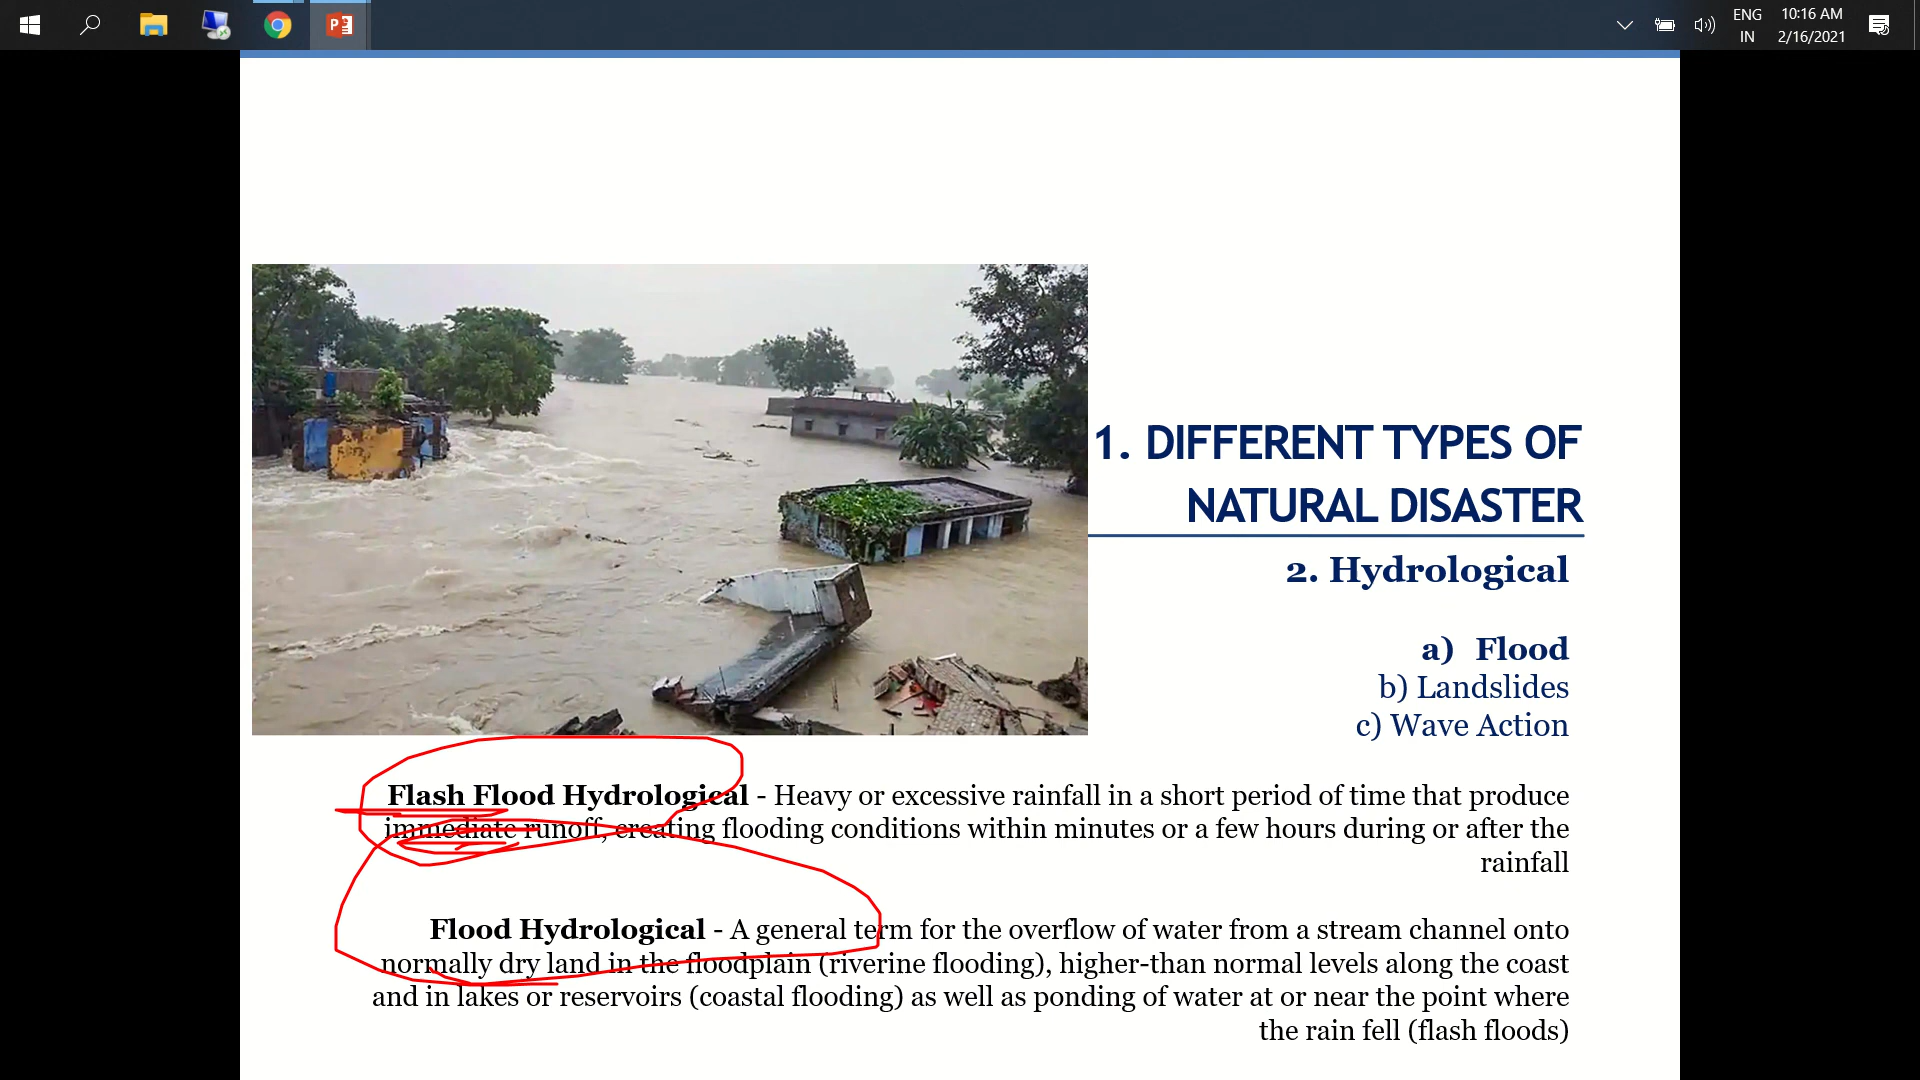 ENG
IN
10:16 AM
2/16/2021
1. DIFFERENT TYPES OF
NATURAL DISASTER
2. Hydrological
a) Flood
b) Landslides
c) Wave Action
Flash Flood Hydrological - Heavy or excessive rainfall in a short period of time that produce
immediate runoff, creating flooding conditions within minutes or a few hours during or after the
rainfall
Flood Hydrological - A general term for the overflow of water from a stream channel onto
normally dry land in the floodplain (riverine flooding), higher-than normal levels along the coast
and in lakes or reservoirs (coastal flooding) as well as ponding of water at or near the point where
the rain fell (flash floods)